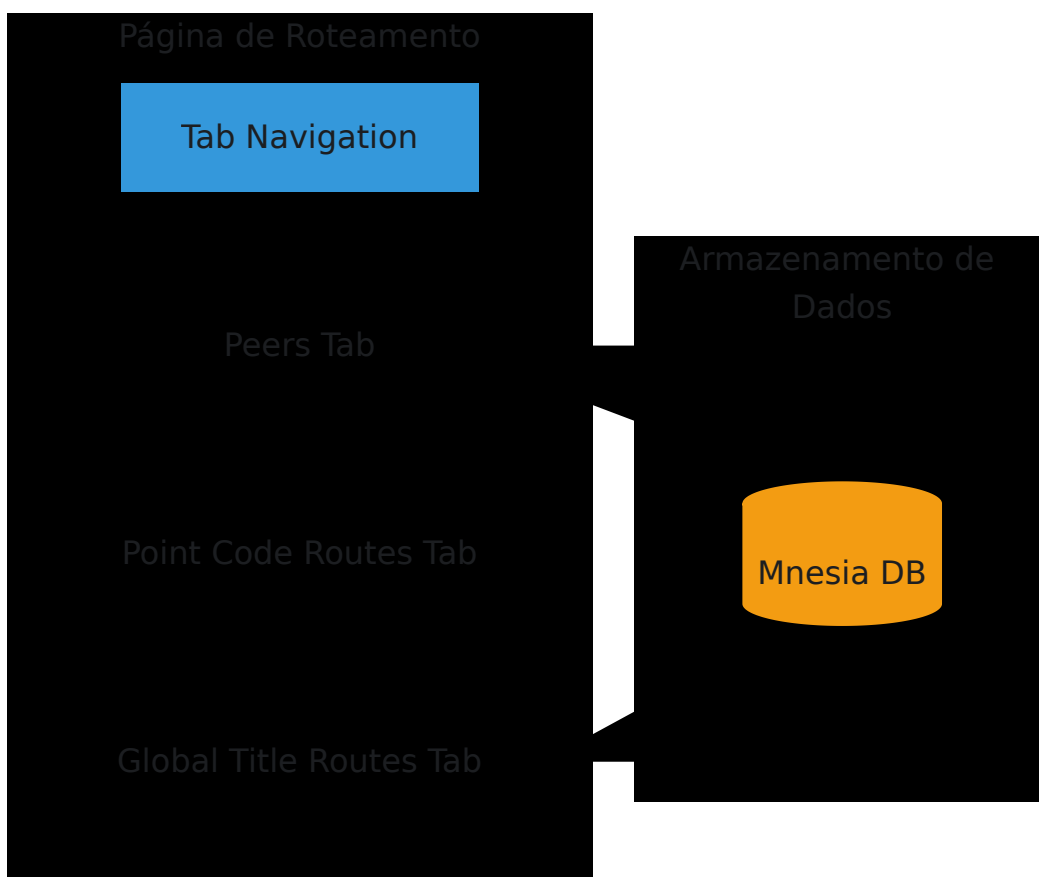 Página de Roteamento
Tab Navigation
Peers Tab
Point Code Routes Tab
Global Title Routes Tab
Armazenamento de
Dados
Mnesia DB